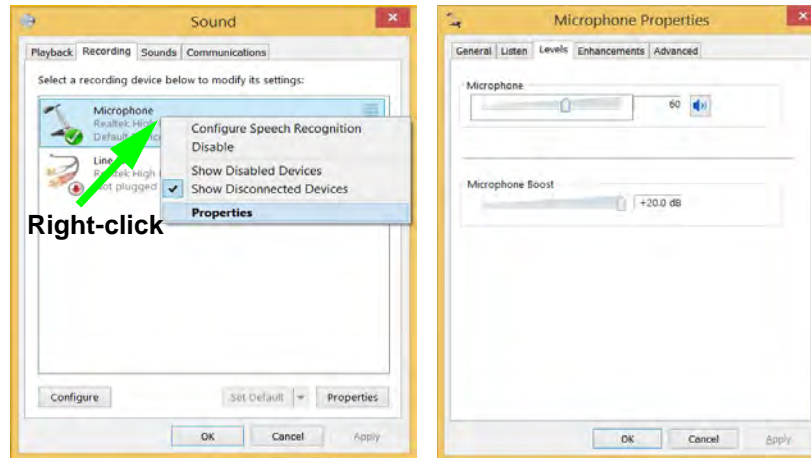 Sound
Playback Recording Sounds Communications
Select a recording device below to modify its settings:
Microphone
Realtek High
Default
Configure Speech Recognition
Disable
Show Disabled Devices
Show Disconnected Devices
Properties
Line
High
plugged
Right-click
Configure
Set Default
Properties
OK Cancel Apply
Microphone Properties
General Listen Levels Enhancements Advanced
Microphone
60
Microphone Boost
+20.0 dB
OK Cancel Apply